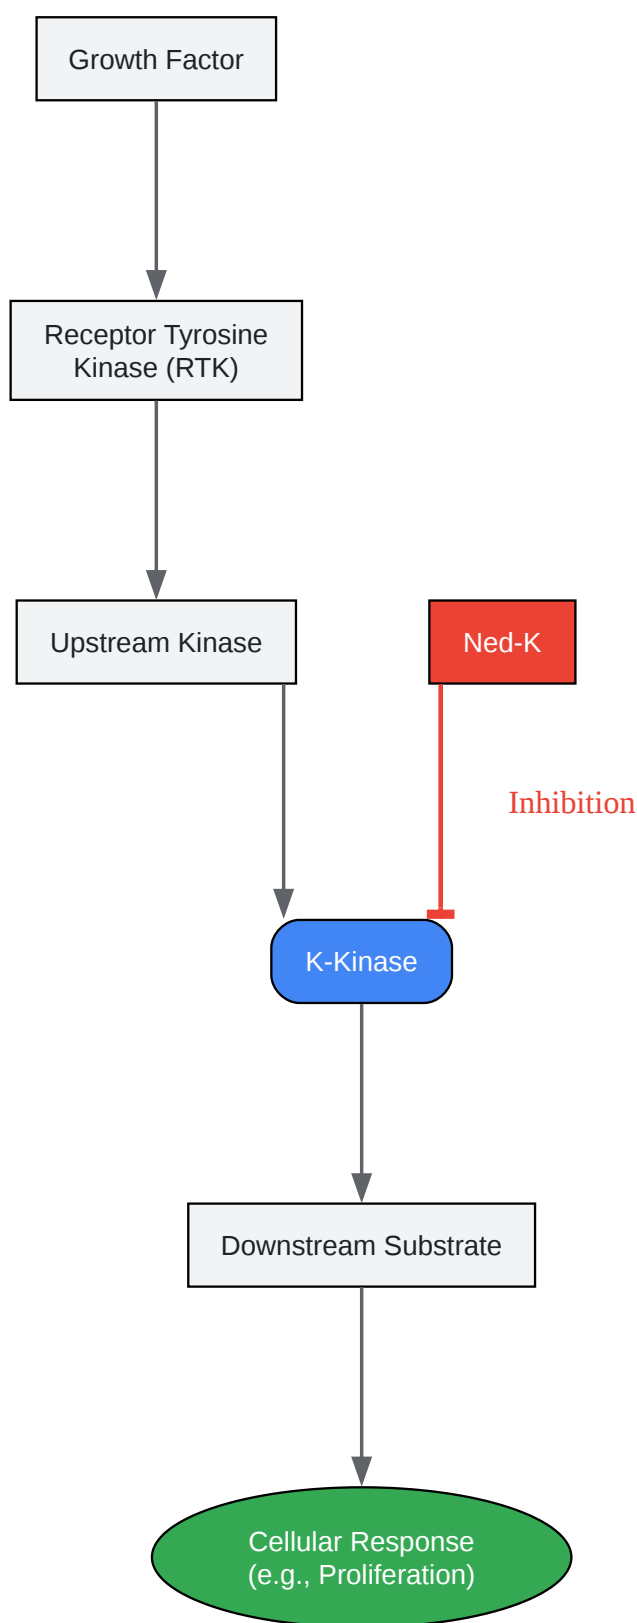 Growth Factor
Receptor Tyrosine
Kinase (RTK)
Upstream Kinase
Ned-K
Inhibition
K-Kinase
Downstream Substrate
Cellular Response
(e.g., Proliferation)